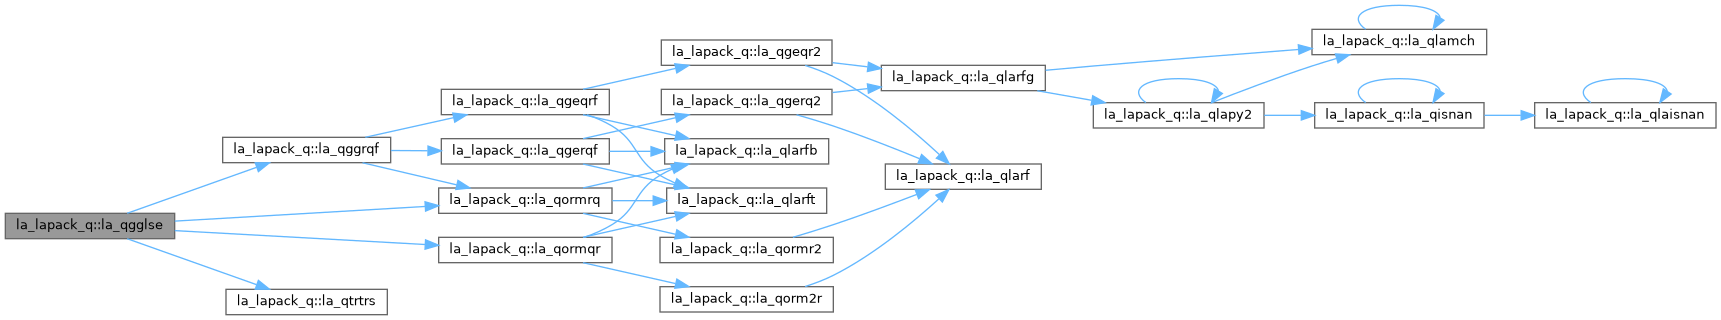 la_lapack_q::la_qgglse
la_lapack_q::la_qggrqf
la_lapack_q::la_qtrtrs
la_lapack_q::la_qgeqrf
la_lapack_q::la_qgerqf
la_lapack_q::la_qormrq
la_lapack_q::la_qormqr
la_lapack_q::la_qgeqr2
la_lapack_q::la_qgerq2
la_lapack_q::la_qlarfb
la_lapack_q::la_qlarft
la_lapack_q::la_qormr2
la_lapack_q::la_qorm2r
la_lapack_q::la_qlarfg
la_lapack_q::la_qlarf
la_lapack_q::la_qlapy2
la_lapack_q::la_qlamch
la_lapack_q::la_qisnan
la_lapack_q::la_qlaisnan